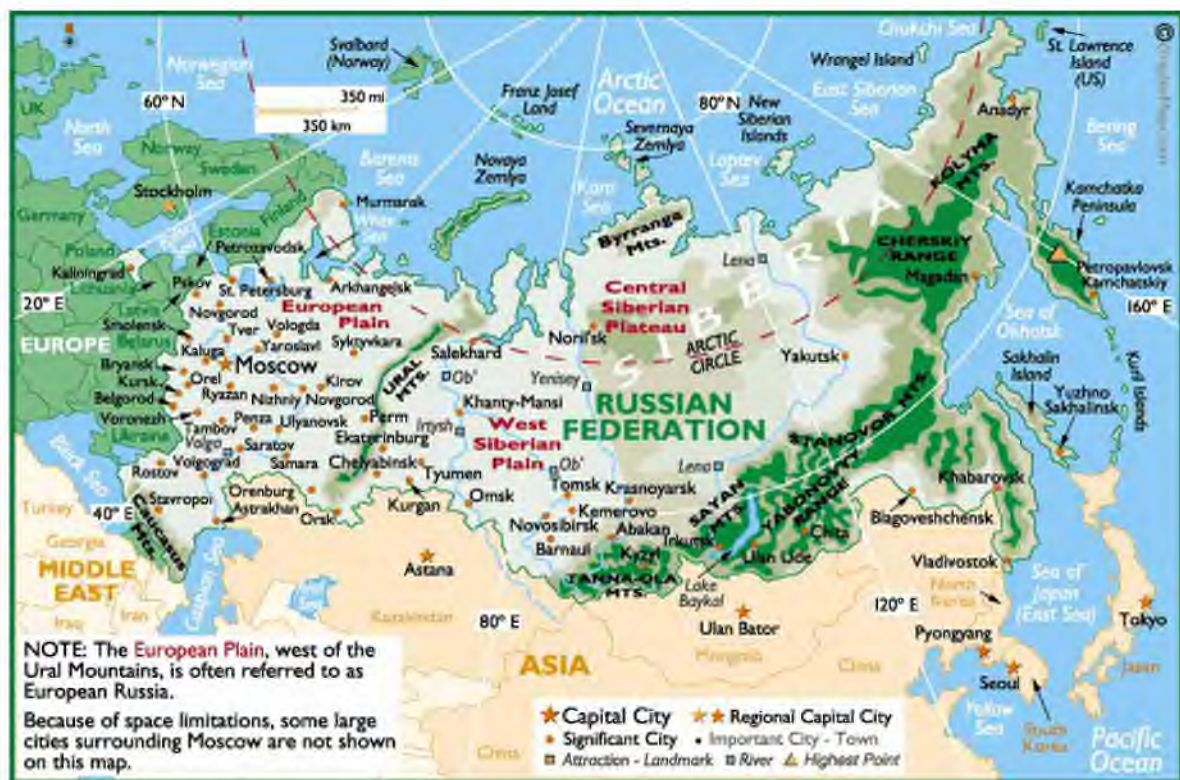 Svalbard
(Norway)
Norwegian
Sea
60° N
350 mi
350 km
Franz Josef
Land
Arctic
Ocean
80° N
New
Siberian
Islands
Severnaya
Zemlya
Wrangel Island
East Siberian
Sea
Chukchi Sea
St. Lawrence
Island
(US)
©
Anadyr
Bering
Sea
UK
North
Sea
Norway
Sweden
Finland
Stockholm
Barents
Sea
Novaya
Zemlya
Kara
Sea
Laptev
Sea
Murmansk
White
Sea
Byrranga
Mts.
KOLYMA
MTS.
Kamchatka
Peninsula
CHERSKIY
RANGE
Germany
Estonia
Petrozavodsk
Poland
Kalioingrad
Lithuania
Pskov
St. Petersburg
Arkhangelsk
Lena
Magadan
Petropavlovsk
Kamchatskiy
20° E
160° E
European
Plain
Central
Siberian
Plateau
SIBERIA
Sea of
Okhotsk
Latvia
Novgorod
Smolensk
Tver
Vologda
Belarus
Yaroslavl
Syktyvkara
EUROPE
Salekhard
Noril'sk
ARCTIC
CIRCLE
Yakutsk
Sakhalin
Island
Kuril Islands
Kaluga
Moscow
Bryansk
Orel
Kursk
Ryazan
Kirov
Belgorod
Nizhniy Novgorod
URAL
MTS.
Ob'
Yenisey
Khanty-Mansi
RUSSIAN
FEDERATION
Yuzhno
Sakhalinsk
Voronezh
Penza
Ulyanovsk
Perm
Tambov
Ukraine
Volga
Saratov
Ekaterinburg
Irtysh
West
Siberian
Plain
STANOVOR MTS.
Rostov
Volgograd
Samara
Chelyabinsk
Tyumen
Ob'
Lena
Khabarovsk
Black
Sea
Stavropoi
Orenburg
Astrakhan
Orsk
Kurgan
Omsk
Tomsk
Krasnoyarsk
Kemerovo
SAYAN
MTS.
YABONOVTY
RANGE
Turkey
40° E
Caucasus
Mts.
Novosibirsk
Abakan
Irkutsk
Chita
Blagoveshchensk
Georgia
Barnaul
Kyzyl
Ulan Ude
Vladivostok
MIDDLE
EAST
Caspian Sea
Astana
TANNA-OLA
MTS.
Lake
Baykal
North
Korea
Sea of
Japan
(East Sea)
Iraq
Iran
Kazakhstan
80° E
Ulan Bator
120° E
Tokyo
Pyongyang
Mongolia
China
Japan
ASIA
Seoul
Yellow
Sea
South
Korea
China
Pacific
Ocean
NOTE: The European Plain, west of the
Ural Mountains, is often referred to as
European Russia.
Because of space limitations, some large
cities surrounding Moscow are not shown
on this map.
Capital City
Regional Capital City
Significant City
Important City - Town
Attraction - Landmark
River
Highest Point